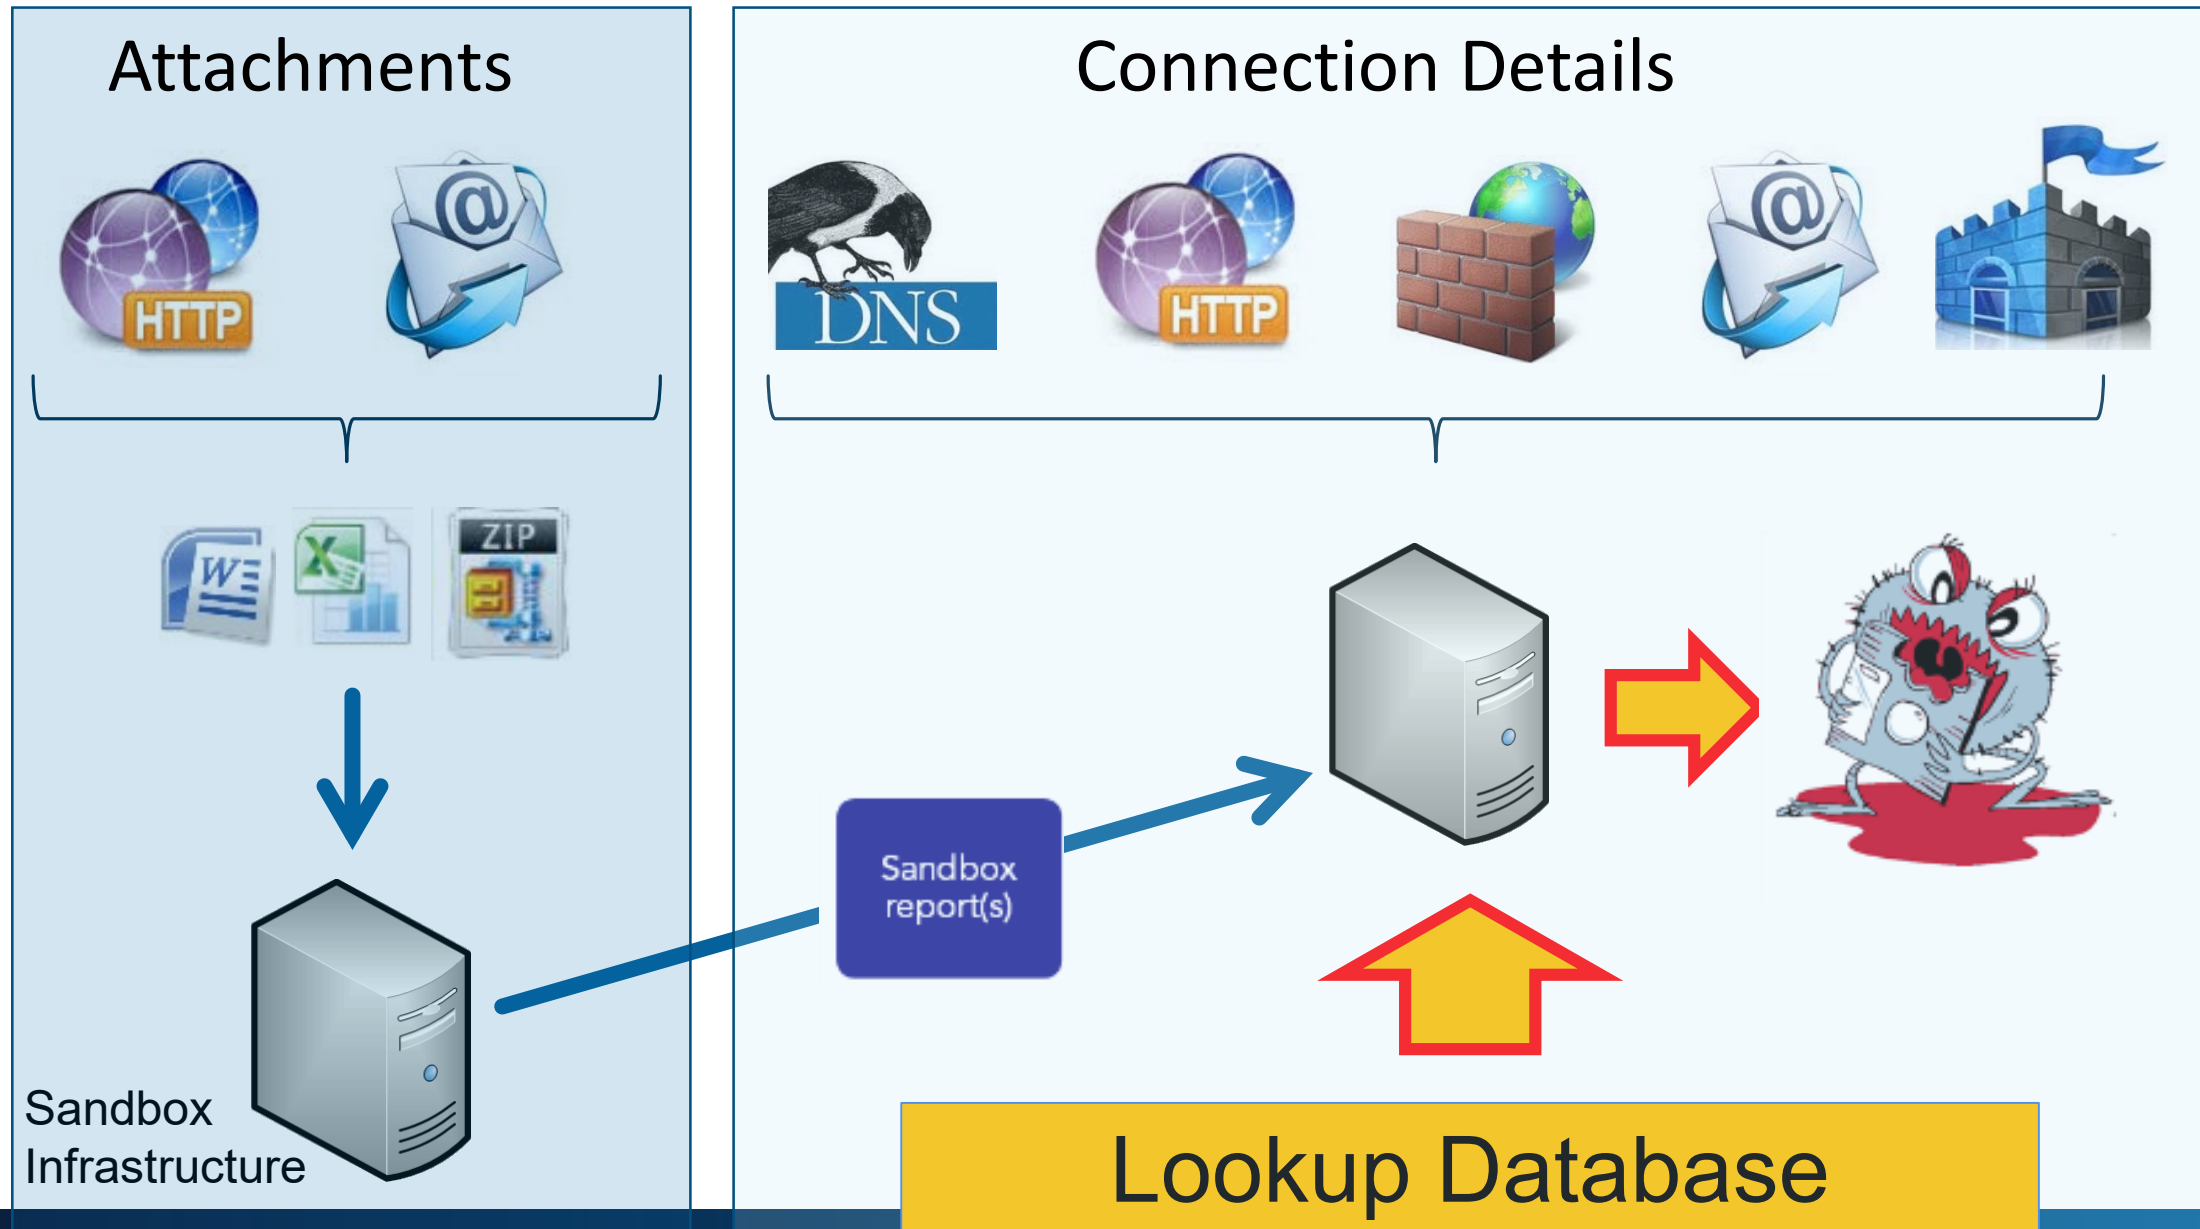 Attachments
Connection Details
HTTP
@
DNS
HTTP
@
W
X
ZIP
Sandbox
report(s)
Sandbox
Infrastructure
Lookup Database